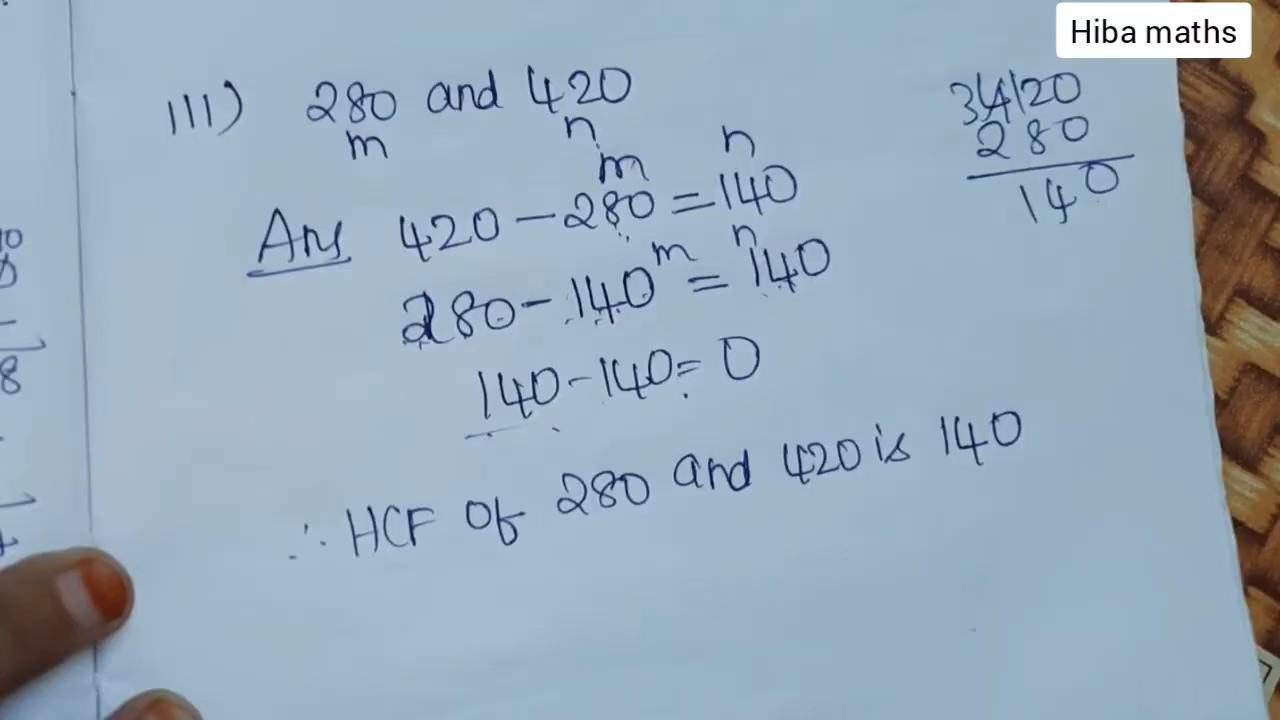 Hiba maths
III) 280 and 420
m n
m n
Ans 420 - 280 = 140
m n
280 - 140 = 140
140 - 140 = 0
∴ HCF of 280 and 420 is 140
34120
280
140